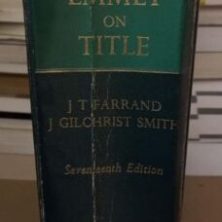 EMMET
ON
TITLE
J T FARRAND
J GILCHRIST SMITH
Seventeenth Edition